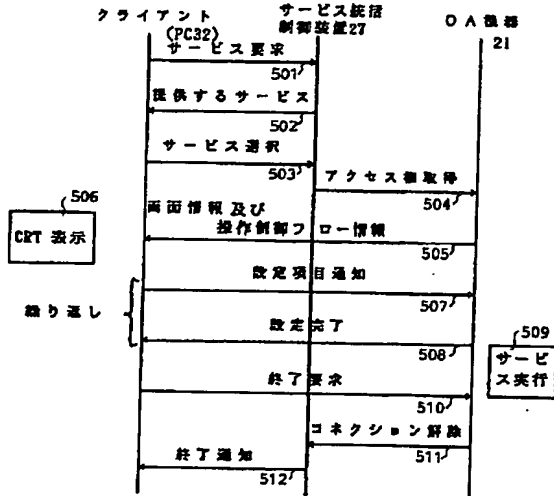 クライアント
(PC32)
サービス統括
制御装置27
OA機器
21
サービス要求
501
提供するサービス
502
サービス選択
503
アクセス権取得
504
画面情報及び
操作制御フロー情報
505
506
CRT 表示
設定項目通知
507
繰り返し
設定完了
508
509
サービ
ス実行
終了要求
510
コネクション解除
511
終了通知
512